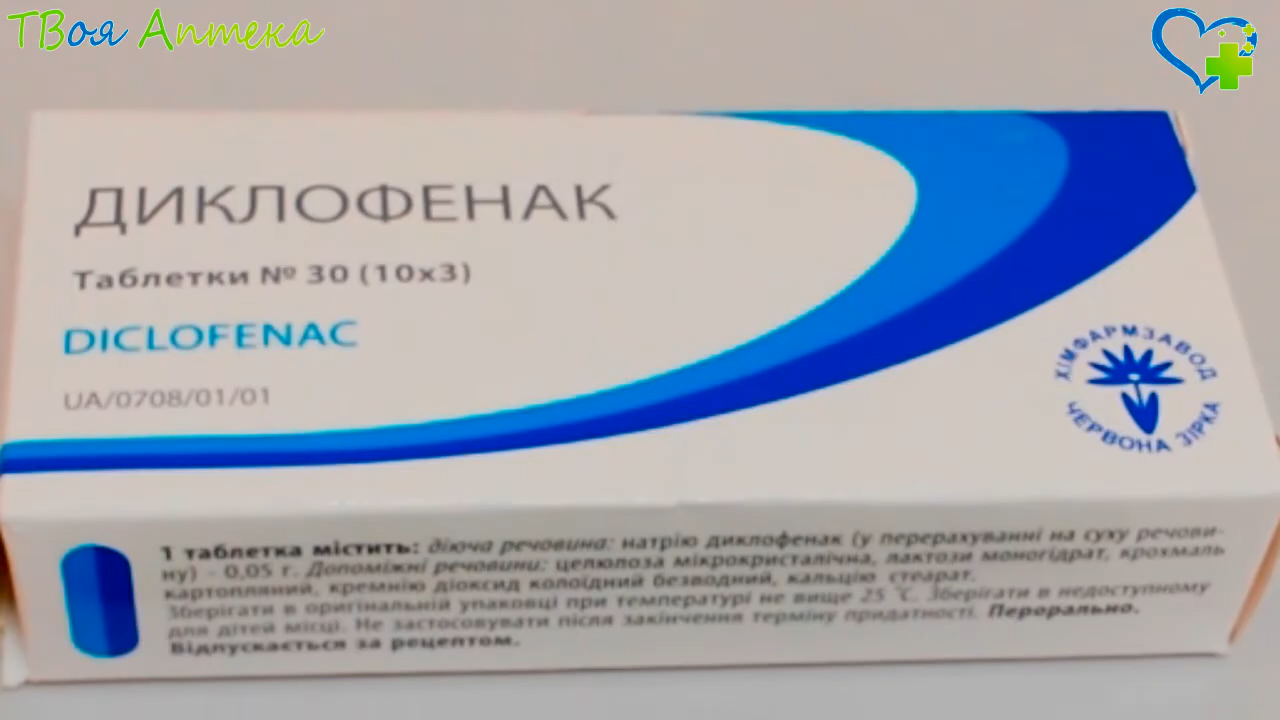 ТВоя Аптека
ДИКЛОФЕНАК
Таблетки № 30 (10х3)
DICLOFENAC
UA/0708/01/01
ХІМФАРМЗАВОД
ЧЕРВОНА ЗІРКА
1 таблетка містить: діюча речовина: натрію диклофенак (у перерахуванні на суху речови-
ну) - 0,05 г. Допоміжні речовини: целюлоза мікрокристалічна, лактози моногідрат, крохмаль
картопляний, кремнію діоксид колоїдний безводний, кальцію стеарат.
Зберігати в оригінальній упаковці при температурі не вище 25 °С. Зберігати в недоступному
для дітей місці. Не застосовувати після закінчення терміну придатності. Перорально.
Відпускається за рецептом.